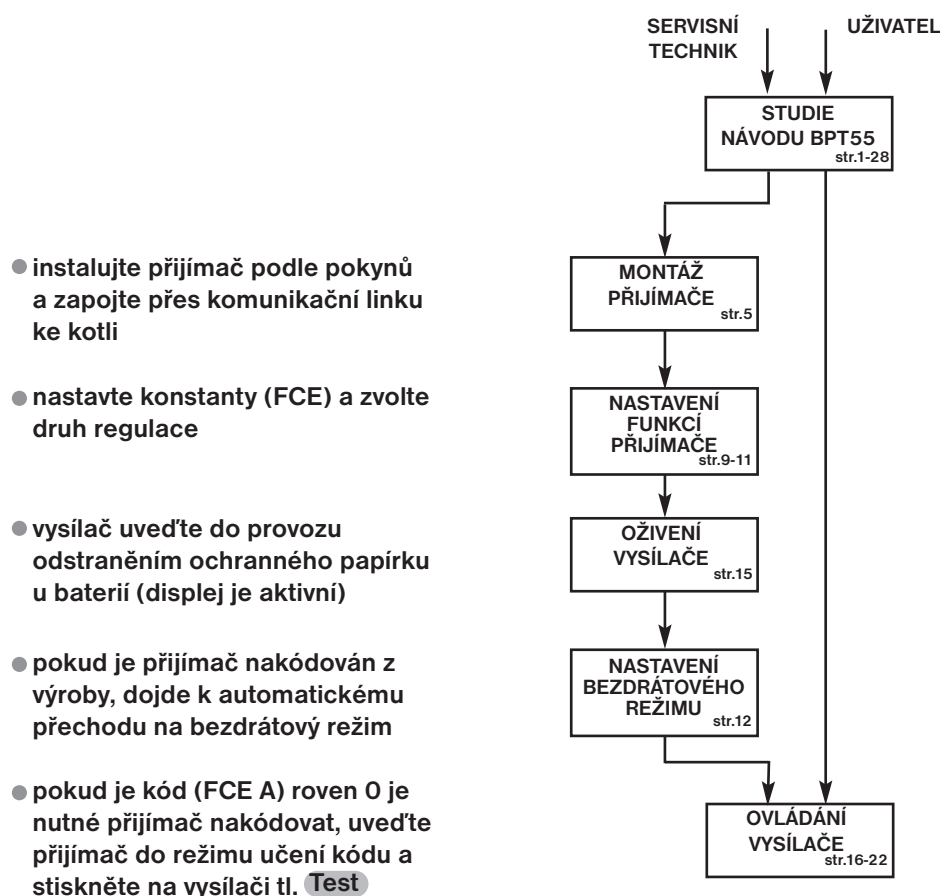 SERVISNÍ
TECHNIK
UŽIVATEL
STUDIE
NÁVODU BPT55
str.1-28
instalujte přijímač podle pokynů
a zapojte přes komunikační linku
ke kotli
MONTÁŽ
PŘIJÍMAČE
str.5
nastavte konstanty (FCE) a zvolte
druh regulace
NASTAVENÍ
FUNKCÍ
PŘIJÍMAČE
str.9-11
vysílač uveďte do provozu
odstraněním ochranného papírku
u baterií (displej je aktivní)
OŽIVENÍ
VYSÍLAČE
str.15
pokud je přijímač nakódován z
výroby, dojde k automatickému
přechodu na bezdrátový režim
NASTAVENÍ
BEZDRÁTOVÉHO
REŽIMU
str.12
pokud je kód (FCE A) roven 0 je
nutné přijímač nakódovat, uveďte
přijímač do režimu učení kódu a
stiskněte na vysílači tl. Test
OVLÁDÁNÍ
VYSÍLAČE
str.16-22